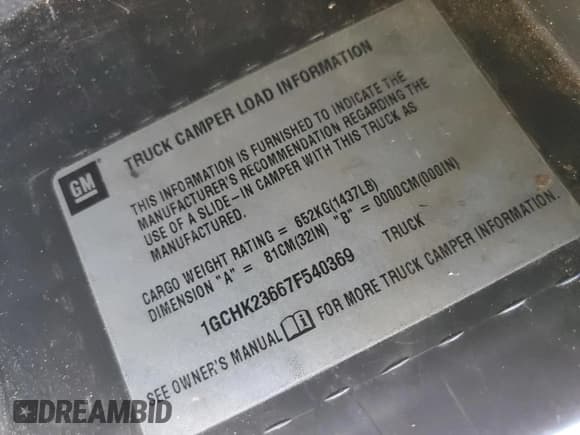 GM
TRUCK CAMPER LOAD INFORMATION
THIS INFORMATION IS FURNISHED TO INDICATE THE
MANUFACTURER'S RECOMMENDATION REGARDING THE
USE OF A SLIDE-IN CAMPER WITH THIS TRUCK AS
MANUFACTURED.
CARGO WEIGHT RATING = 652KG(1437LB)
DIMENSION "A" = 81CM(32IN) "B" = 0000CM(000IN)
1GCHK23667F540369 TRUCK
SEE OWNER'S MANUAL FOR MORE TRUCK CAMPER INFORMATION.
DREAMBID